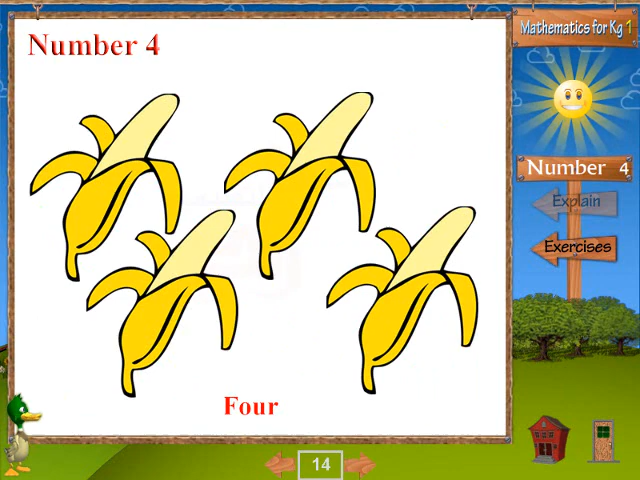 Number 4
Mathematics for Kg 1
Number 4
Explain
Exercises
Four
14